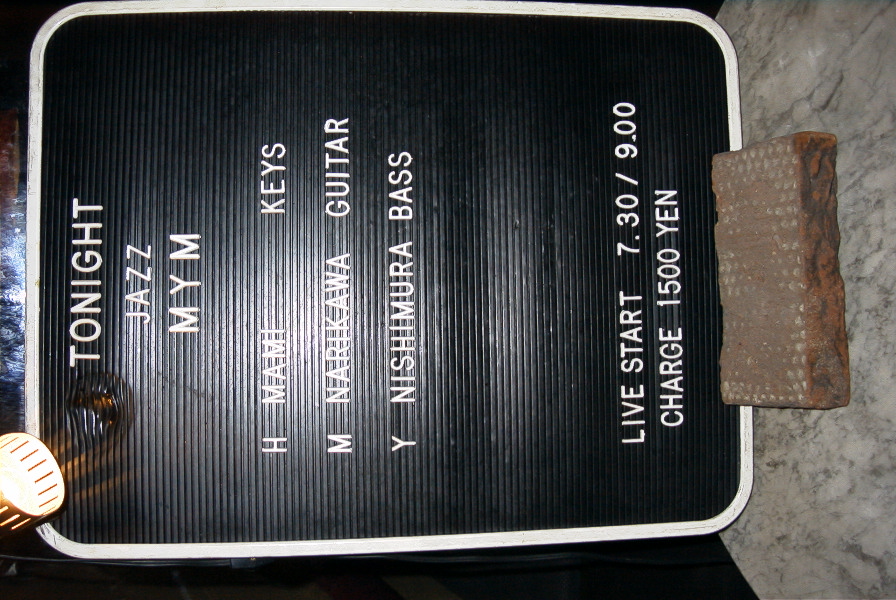 TONIGHT
JAZZ
MYM
H MAMI KEYS
M NARIKAWA GUITAR
Y NISHIMURA BASS
LIVE START 7.30 / 9.00
CHARGE 1500 YEN